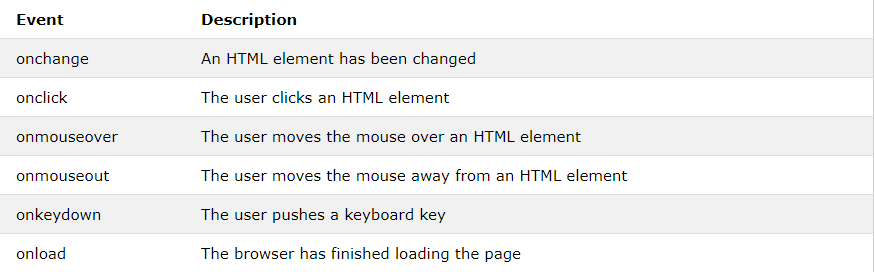 Event Description
onchange An HTML element has been changed
onclick The user clicks an HTML element
onmouseover The user moves the mouse over an HTML element
onmouseout The user moves the mouse away from an HTML element
onkeydown The user pushes a keyboard key
onload The browser has finished loading the page